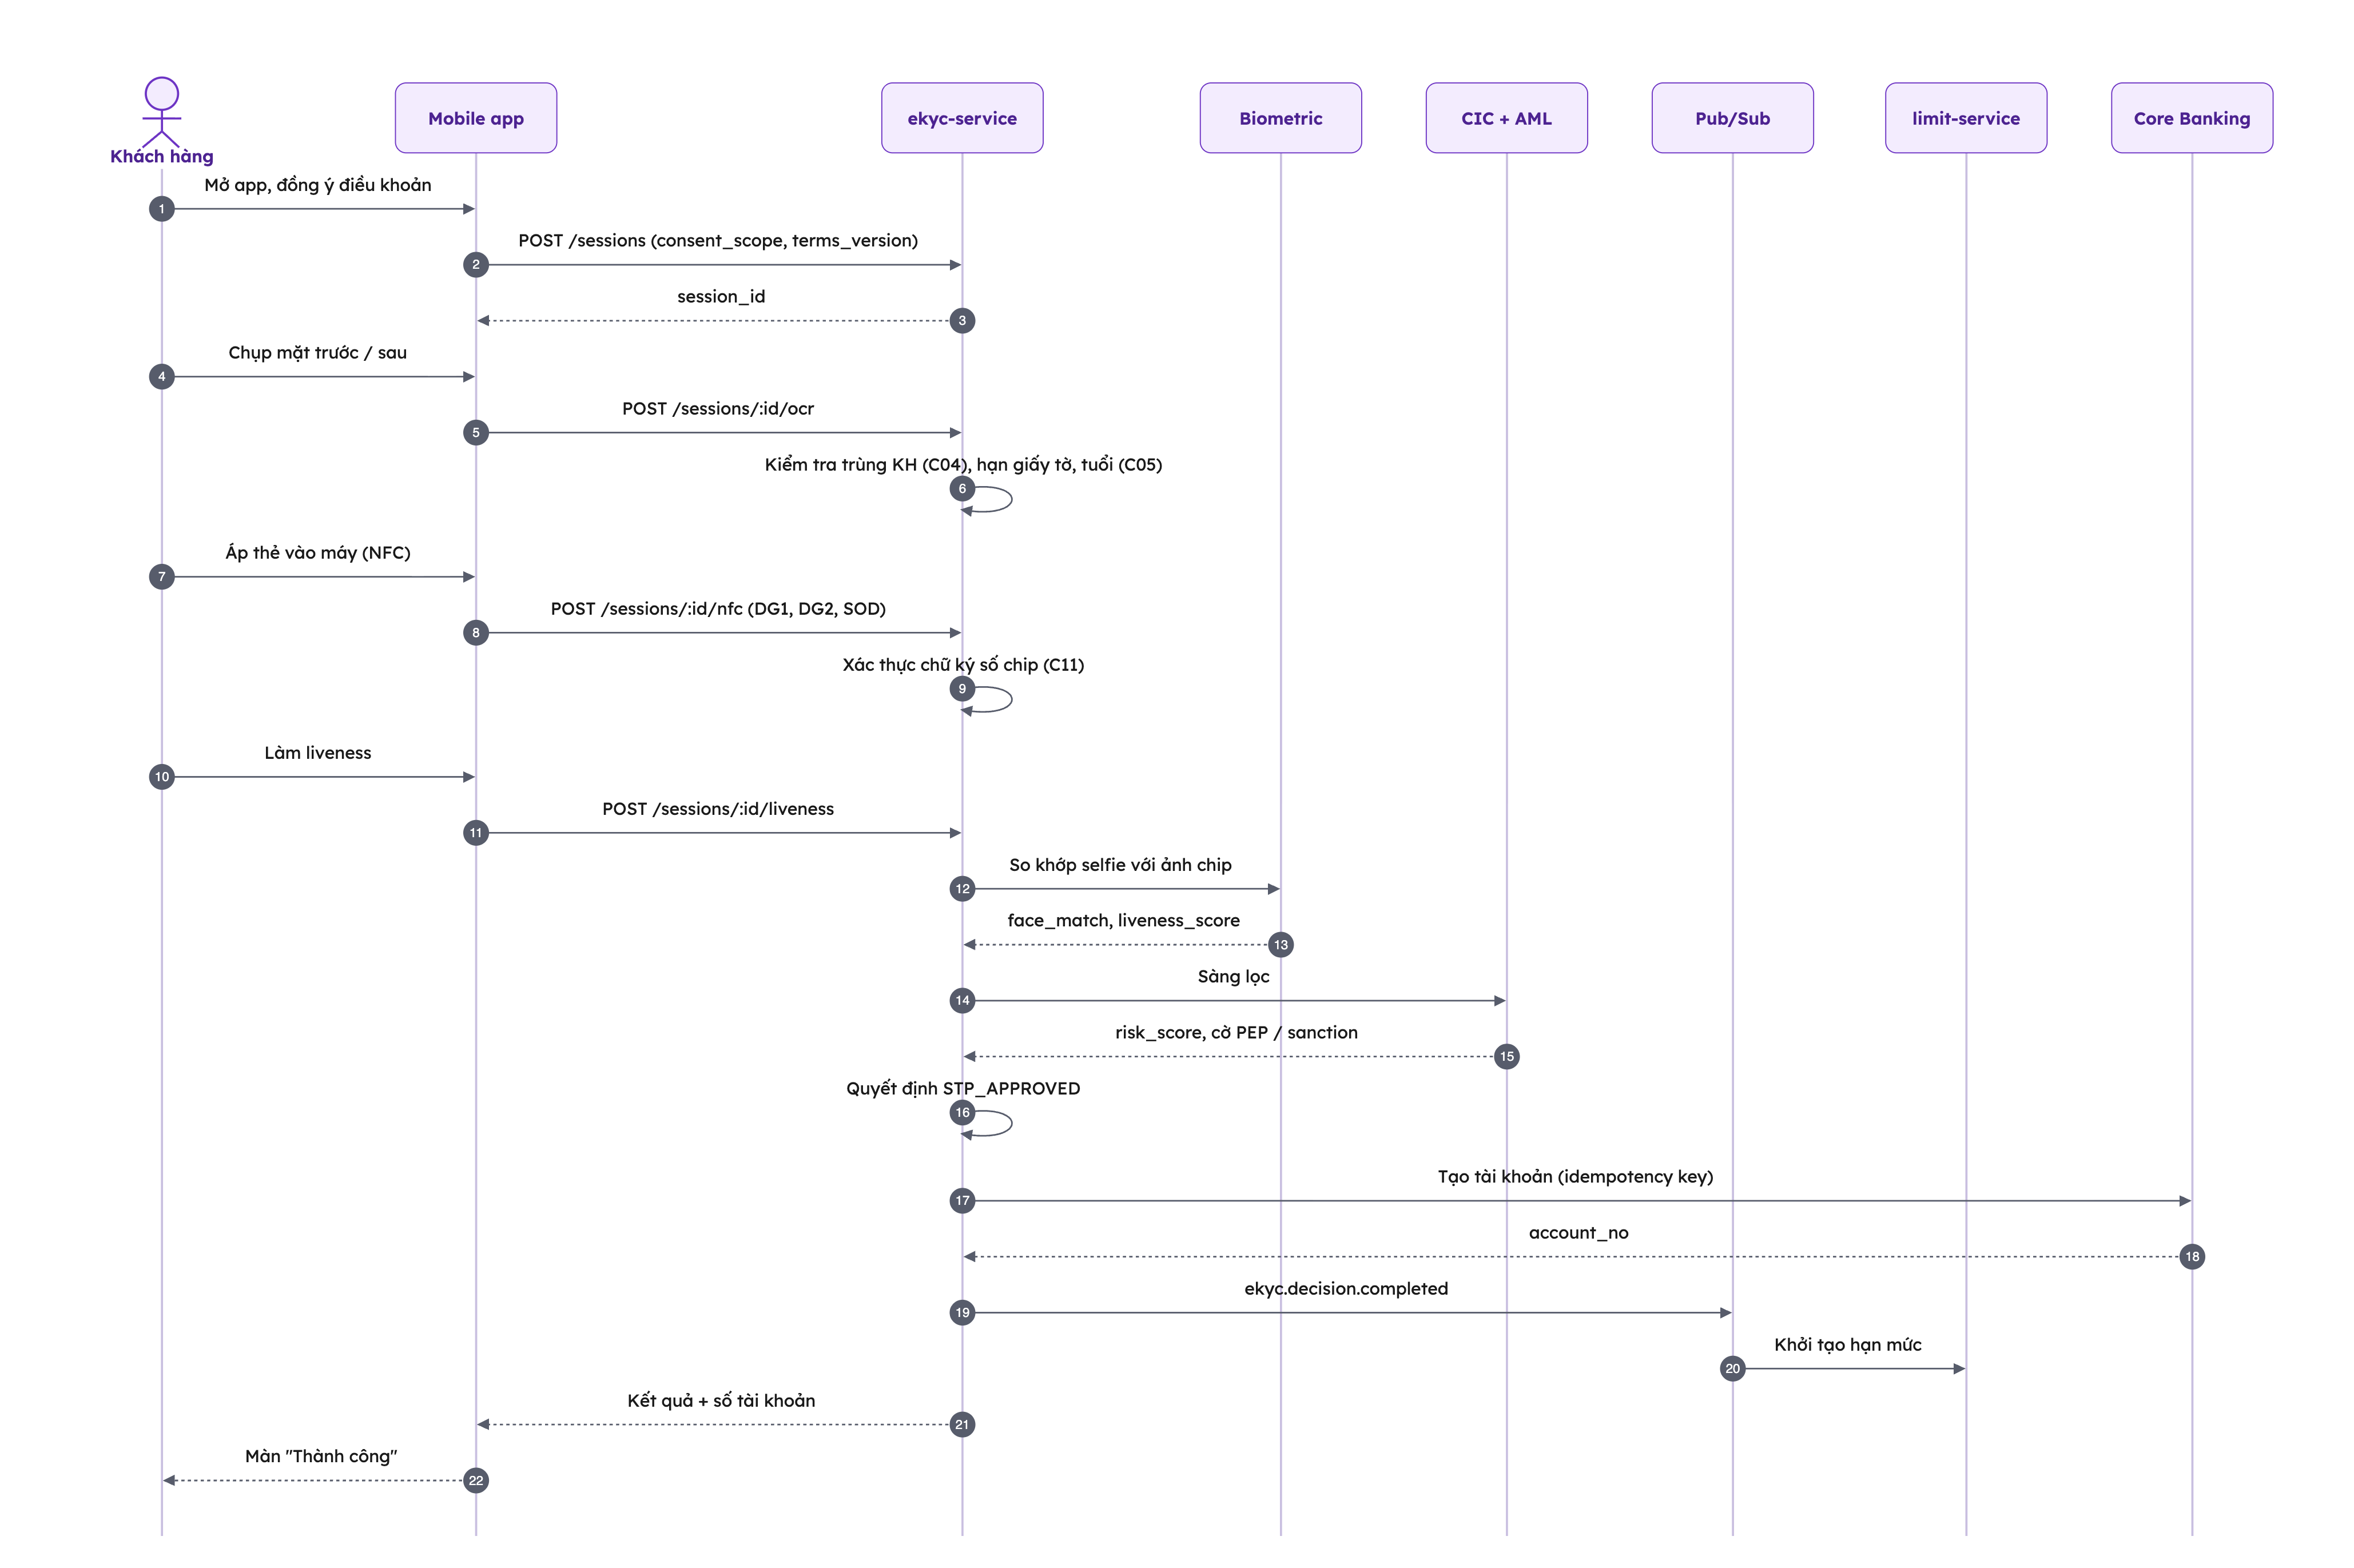 Khách hàng
Mobile app
ekyc-service
Biometric
CIC + AML
Pub/Sub
limit-service
Core Banking
Mở app, đồng ý điều khoản
1
POST /sessions (consent_scope, terms_version)
2
session_id
3
Chụp mặt trước / sau
4
POST /sessions/:id/ocr
5
Kiểm tra trùng KH (C04), hạn giấy tờ, tuổi (C05)
6
Áp thẻ vào máy (NFC)
7
POST /sessions/:id/nfc (DG1, DG2, SOD)
8
Xác thực chữ ký số chip (C11)
9
Làm liveness
10
POST /sessions/:id/liveness
11
So khớp selfie với ảnh chip
12
face_match, liveness_score
13
Sàng lọc
14
risk_score, cờ PEP / sanction
15
Quyết định STP_APPROVED
16
Tạo tài khoản (idempotency key)
17
account_no
18
ekyc.decision.completed
19
Khởi tạo hạn mức
20
Kết quả + số tài khoản
21
Màn "Thành công"
22